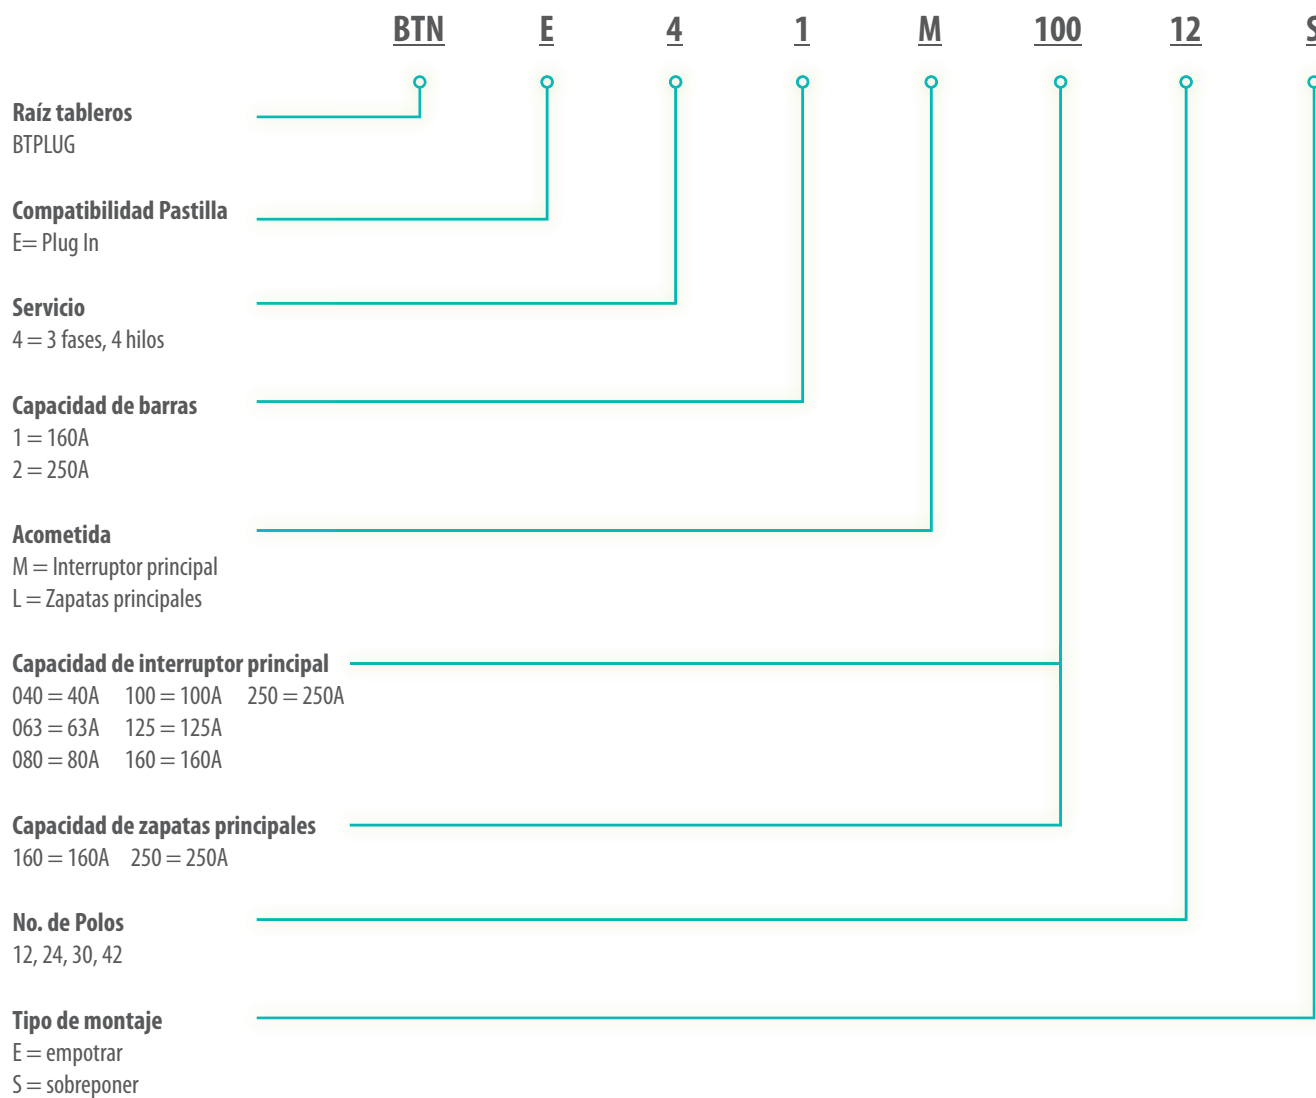 BTN E 4 1 M 100 12 S
Raíz tableros
BTPLUG
Compatibilidad Pastilla
E= Plug In
Servicio
4 = 3 fases, 4 hilos
Capacidad de barras
1 = 160A
2 = 250A
Acometida
M = Interruptor principal
L = Zapatas principales
Capacidad de interruptor principal
040 = 40A 100 = 100A 250 = 250A
063 = 63A 125 = 125A
080 = 80A 160 = 160A
Capacidad de zapatas principales
160 = 160A 250 = 250A
No. de Polos
12, 24, 30, 42
Tipo de montaje
E = empotrar
S = sobreponer